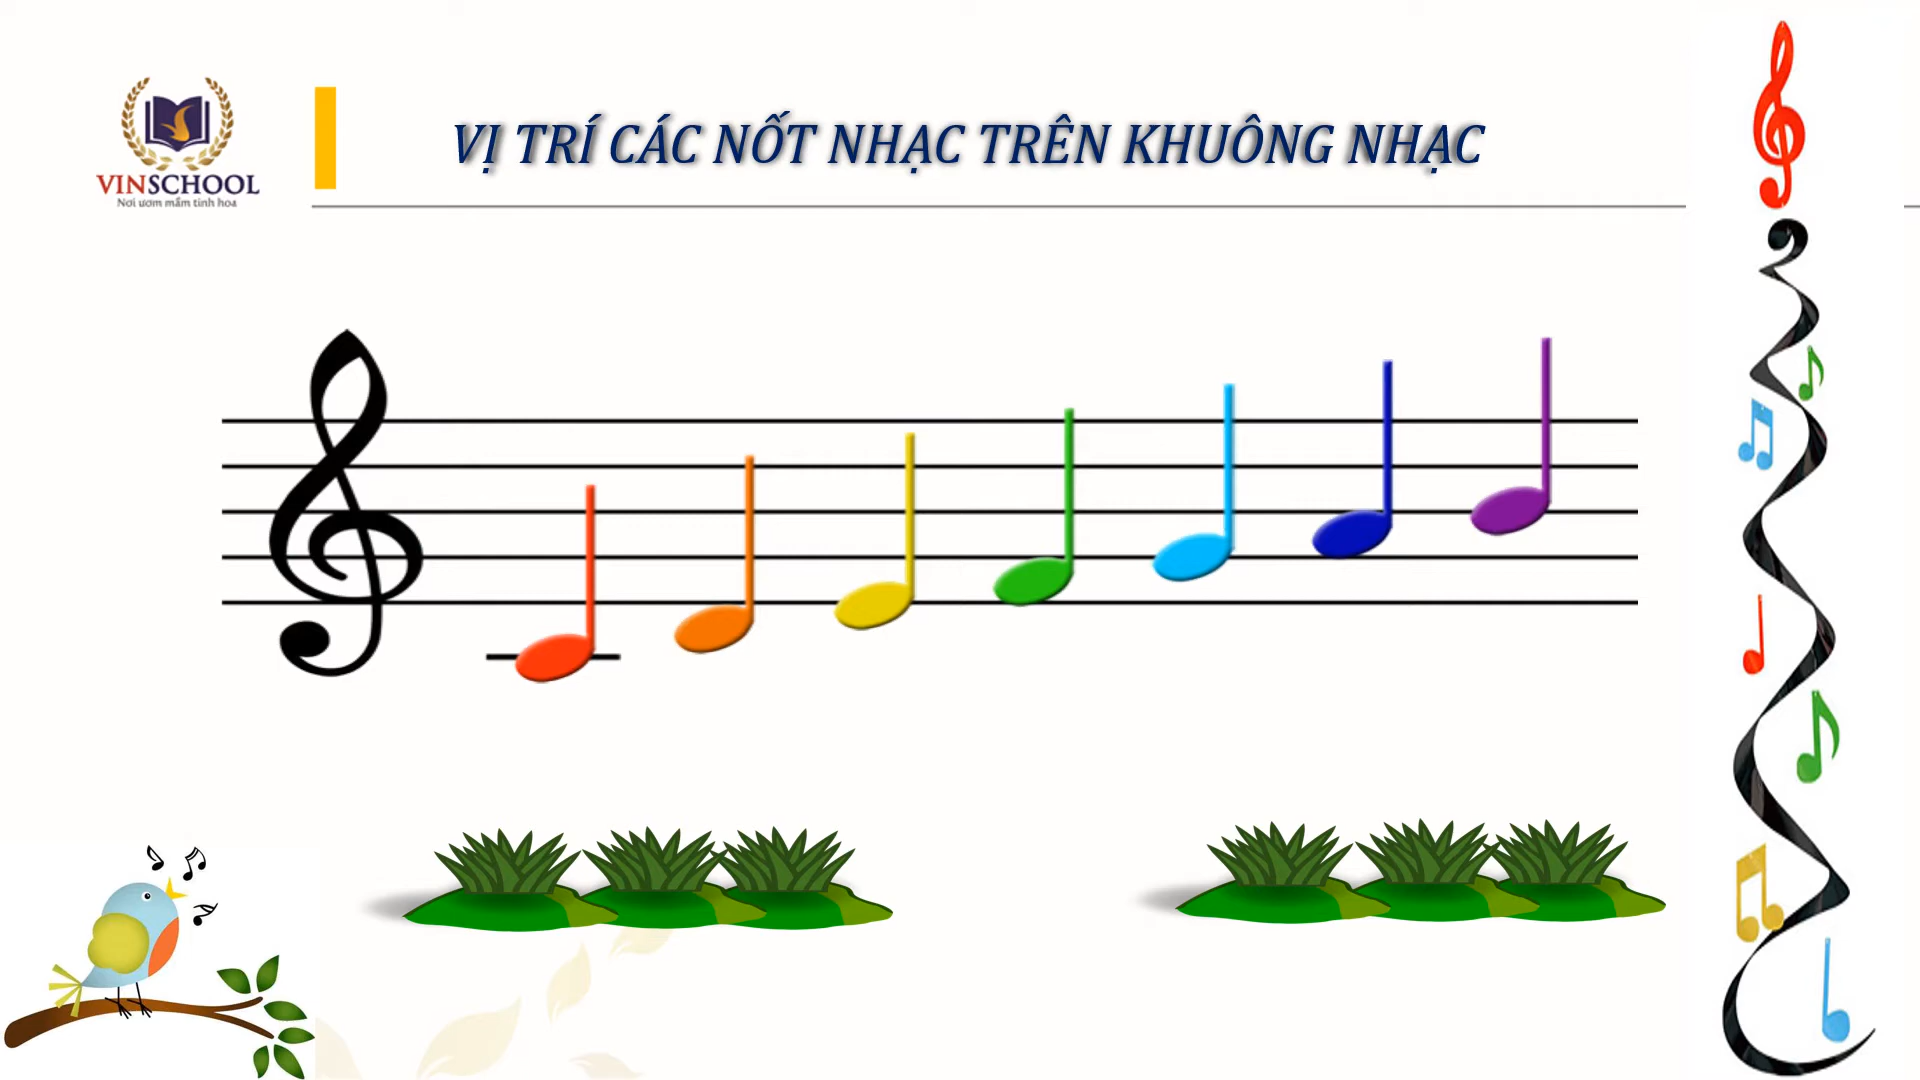 VINSCHOOL
Nơi ươm mầm tinh hoa
VỊ TRÍ CÁC NỐT NHẠC TRÊN KHUÔNG NHẠC